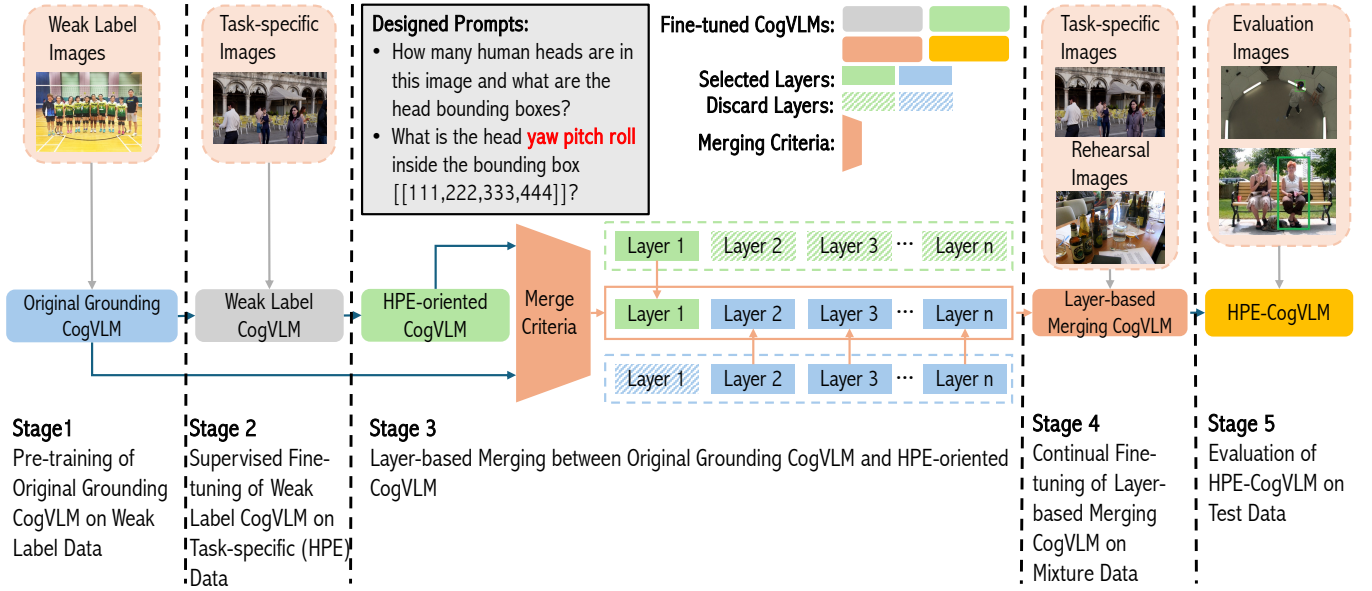 Weak Label
Images
Task-specific
Images
Designed Prompts:
• How many human heads are in
this image and what are the
head bounding boxes?
• What is the head yaw pitch roll
inside the bounding box
[[111,222,333,444]]?
Fine-tuned CogVLMs:
Selected Layers:
Discard Layers:
Merging Criteria:
Task-specific
Images
Rehearsal
Images
Evaluation
Images
Original Grounding
CogVLM
Weak Label
CogVLM
HPE-oriented
CogVLM
Merge
Criteria
Layer 1 Layer 2 Layer 3 ··· Layer n
Layer 1 Layer 2 Layer 3 ··· Layer n
Layer 1 Layer 2 Layer 3 ··· Layer n
Layer-based
Merging CogVLM
HPE-CogVLM
Stage1
Pre-training of
Original Grounding
CogVLM on Weak
Label Data
Stage 2
Supervised Fine-
tuning of Weak
Label CogVLM on
Task-specific (HPE)
Data
Stage 3
Layer-based Merging between Original Grounding CogVLM and HPE-oriented
CogVLM
Stage 4
Continual Fine-
tuning of Layer-
based Merging
CogVLM on
Mixture Data
Stage 5
Evaluation of
HPE-CogVLM on
Test Data